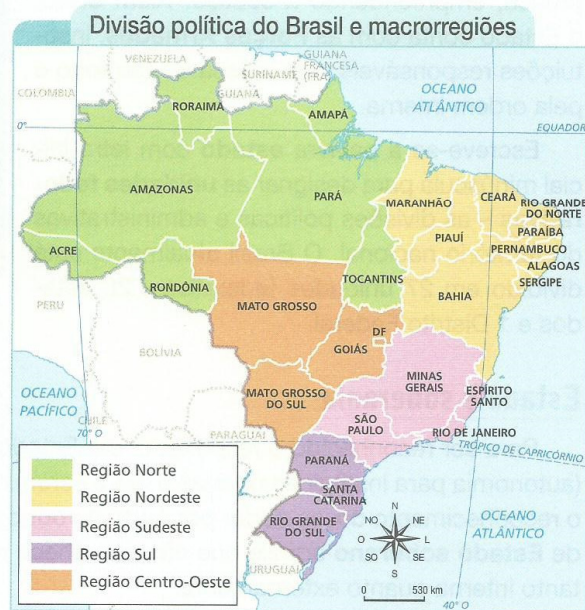 Divisão política do Brasil e macrorregiões
VENEZUELA
GUIANA
FRANCESA
(FRA)
SURINAME
GUIANA
COLÔMBIA
OCEANO
ATLÂNTICO
RORAIMA
AMAPÁ
0°
EQUADOR
AMAZONAS
PARÁ
MARANHÃO
CEARÁ
RIO GRANDE
DO NORTE
PARAÍBA
PIAUÍ
PERNAMBUCO
ALAGOAS
SERGIPE
ACRE
RONDÔNIA
TOCANTINS
BAHIA
MATO GROSSO
PERU
DF
GOIÁS
BOLÍVIA
MINAS
GERAIS
ESPÍRITO
SANTO
MATO GROSSO
DO SUL
OCEANO
PACÍFICO
SÃO
PAULO
RIO DE JANEIRO
CHILE
70° O
PARAGUAI
TRÓPICO DE CAPRICÓRNIO
PARANÁ
SANTA
CATARINA
RIO GRANDE
DO SUL
URUGUAI
OCEANO
ATLÂNTICO
Região Norte
Região Nordeste
Região Sudeste
Região Sul
Região Centro-Oeste
N
NO
NE
O
L
SO
SE
S
0
530 km
40° O